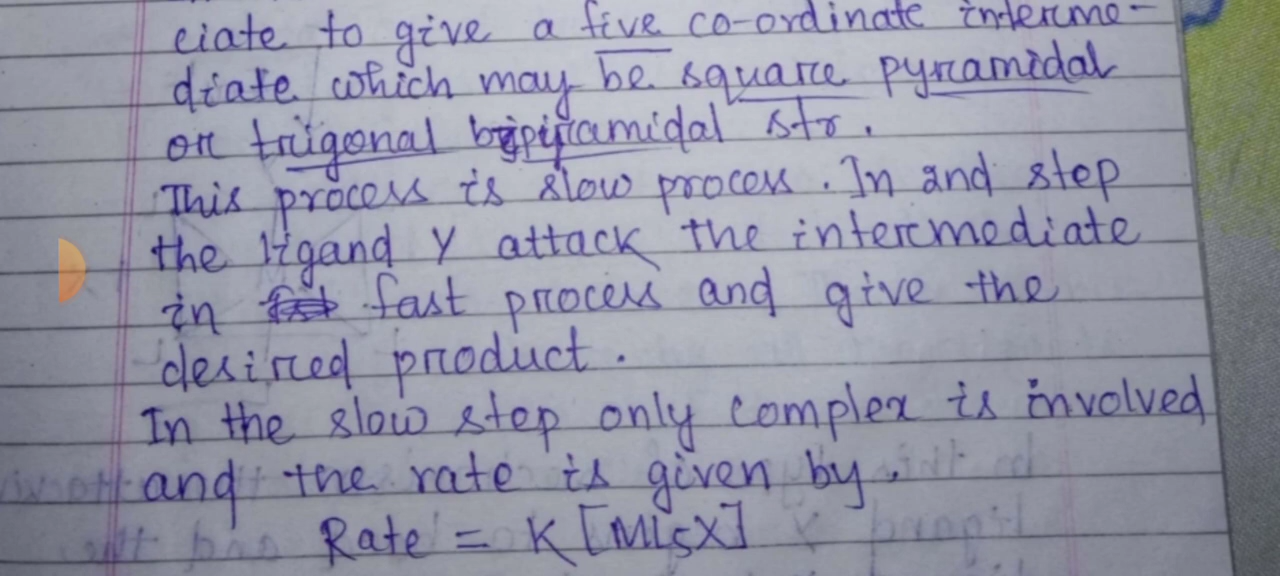 ciate to give a five co-ordinate interme-
diate which may be square pyramidal
or trigonal bipiramidal str.
This process is slow process. In 2nd step
the ligand Y attack the intermediate
in fast process and give the
desired product.
In the slow step only complex is involved
and the rate is given by.
Rate = K [ML5X]